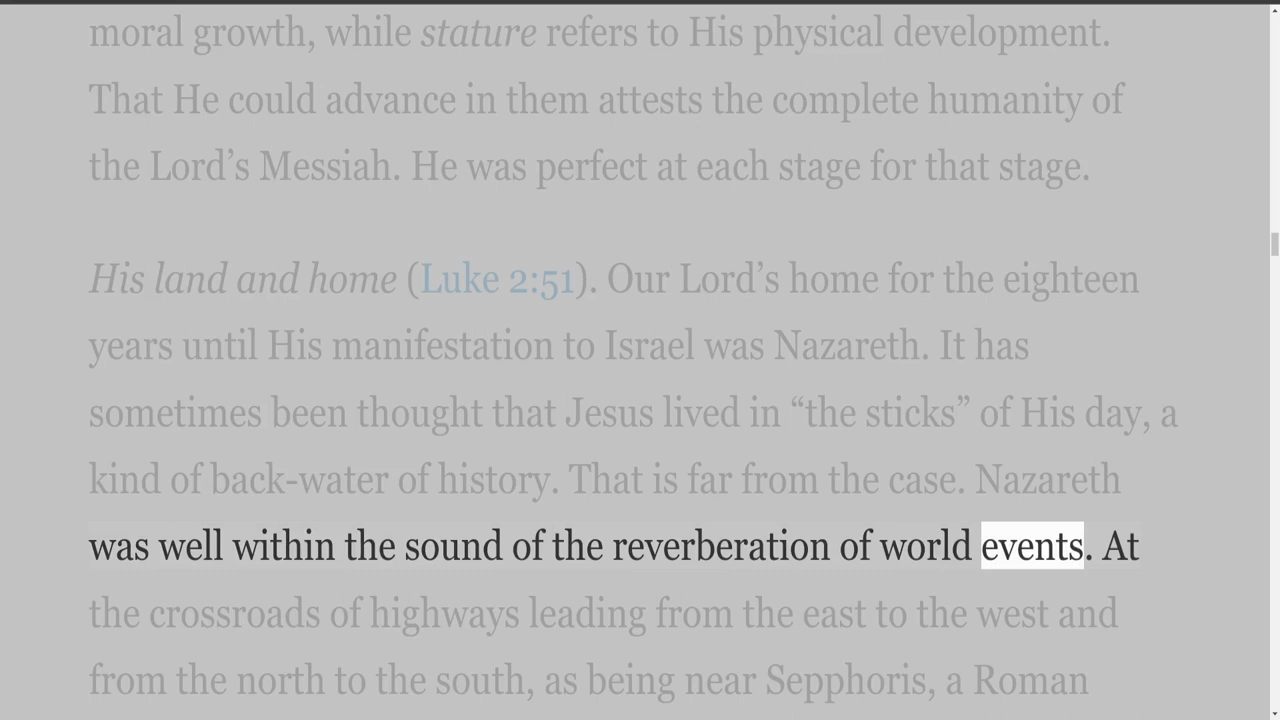 moral growth, while stature refers to His physical development.
That He could advance in them attests the complete humanity of
the Lord’s Messiah. He was perfect at each stage for that stage.
His land and home (Luke 2:51). Our Lord’s home for the eighteen
years until His manifestation to Israel was Nazareth. It has
sometimes been thought that Jesus lived in “the sticks” of His day, a
kind of back-water of history. That is far from the case. Nazareth
was well within the sound of the reverberation of world events. At
the crossroads of highways leading from the east to the west and
from the north to the south, as being near Sepphoris, a Roman